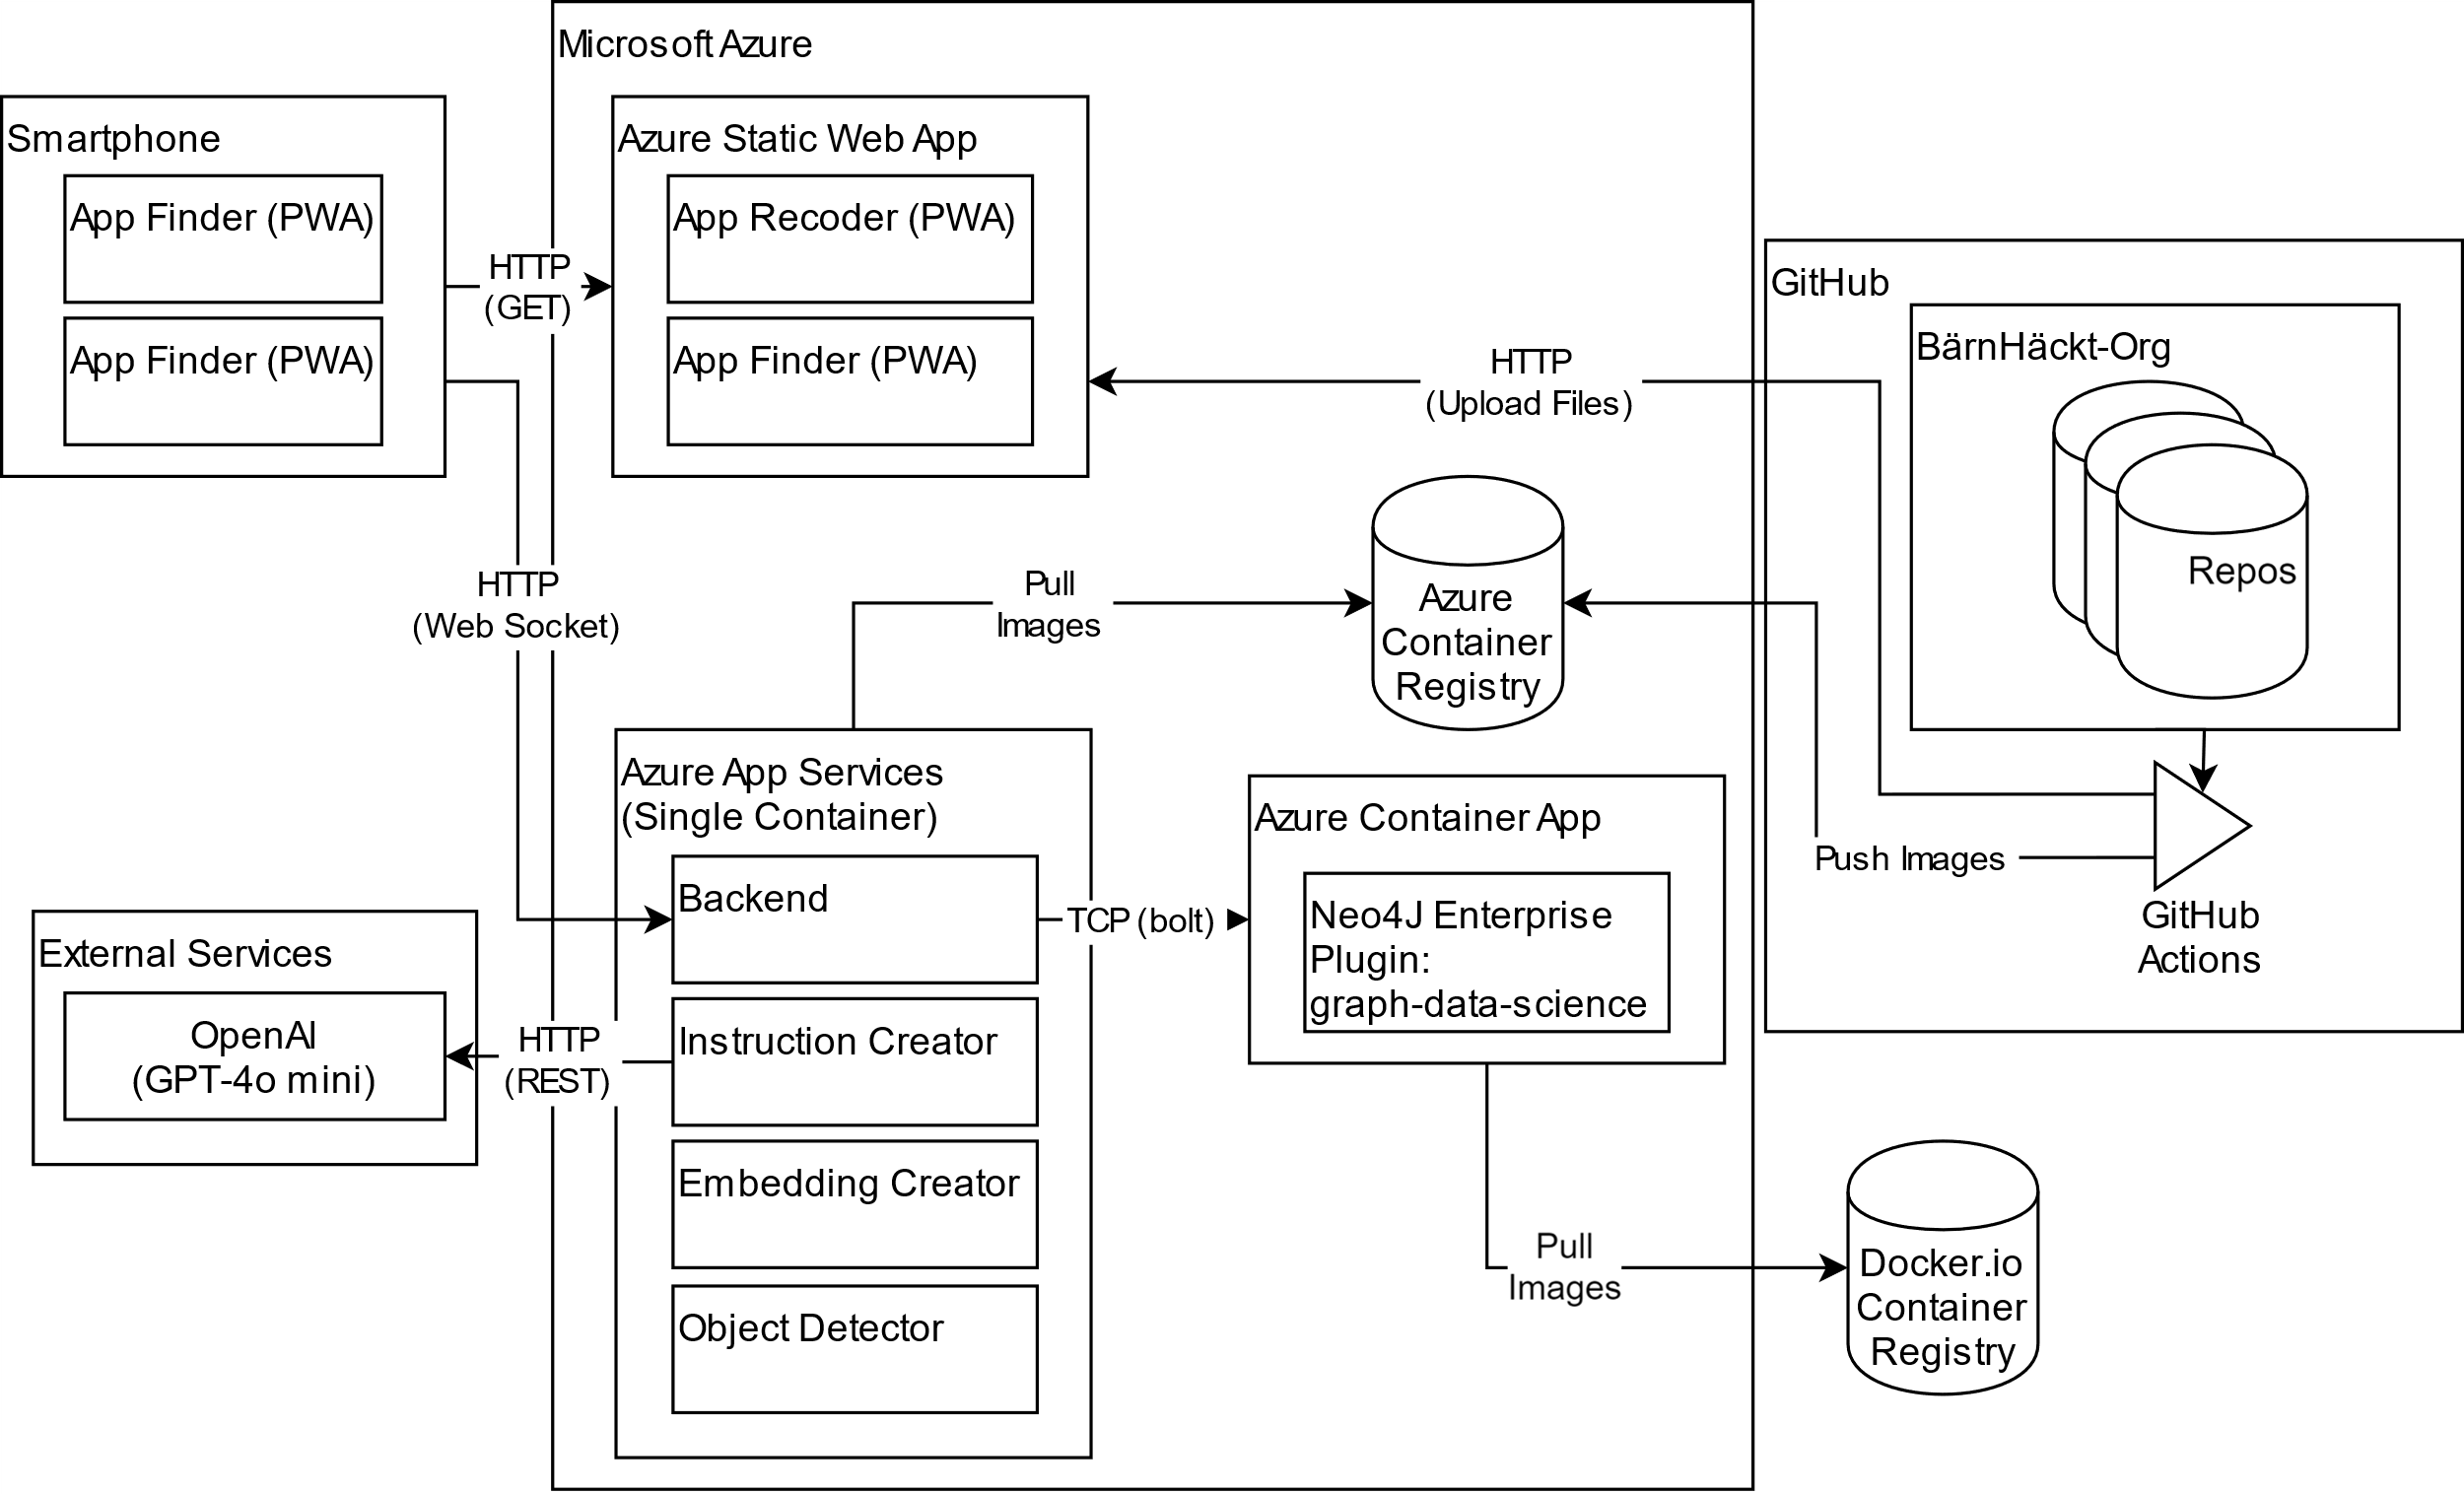 Microsoft Azure
Smartphone
App Finder (PWA)
App Finder (PWA)
HTTP
(GET)
Azure Static Web App
App Recoder (PWA)
App Finder (PWA)
HTTP
(Upload Files)
GitHub
BärnHäckt-Org
Repos
HTTP
(Web Socket)
Pull
Images
Azure
Container
Registry
Azure App Services
(Single Container)
Backend
Instruction Creator
Embedding Creator
Object Detector
TCP (bolt)
Azure Container App
Neo4J Enterprise
Plugin:
graph-data-science
Push Images
GitHub
Actions
External Services
OpenAI
(GPT-4o mini)
HTTP
(REST)
Pull
Images
Docker.io
Container
Registry